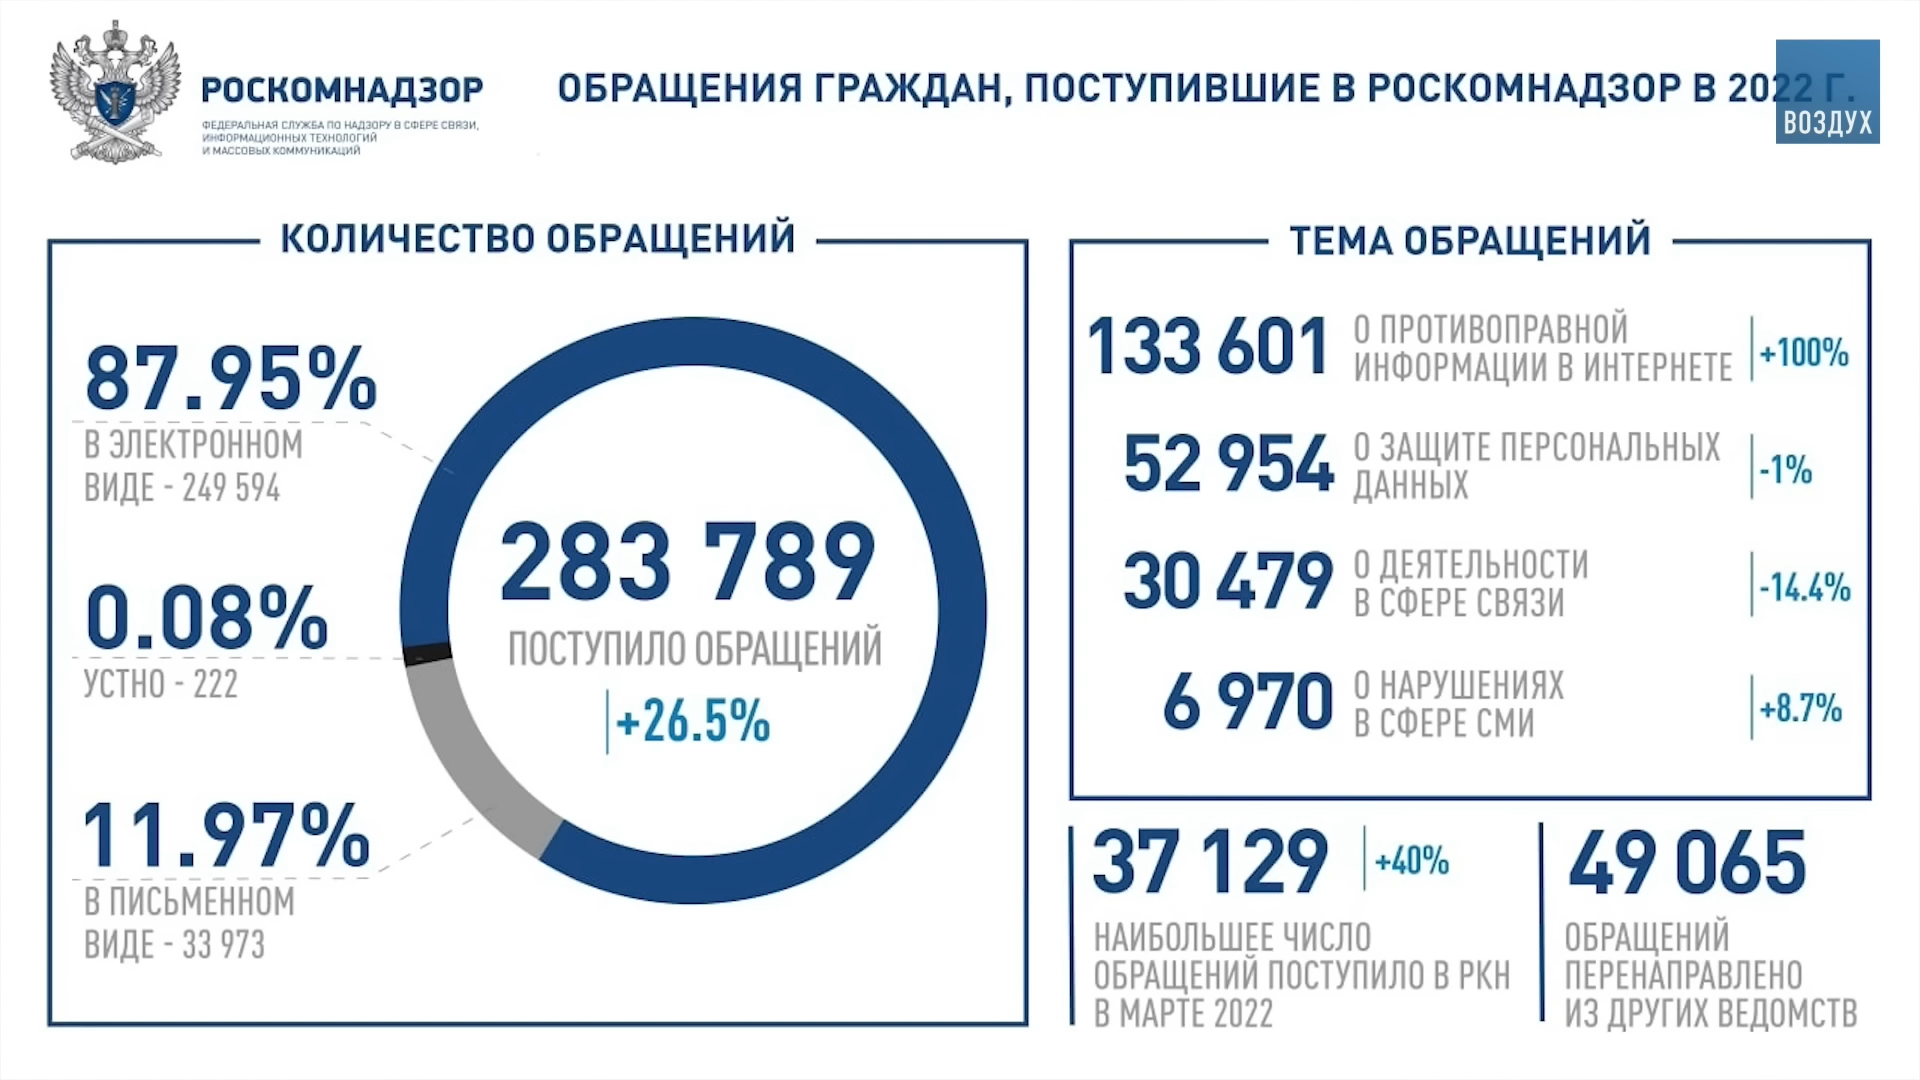 РОСКОМНАДЗОР
ФЕДЕРАЛЬНАЯ СЛУЖБА ПО НАДЗОРУ В СФЕРЕ СВЯЗИ,
ИНФОРМАЦИОННЫХ ТЕХНОЛОГИЙ
И МАССОВЫХ КОММУНИКАЦИЙ
ОБРАЩЕНИЯ ГРАЖДАН, ПОСТУПИВШИЕ В РОСКОМНАДЗОР В 2022 Г.
ВОЗДУХ
КОЛИЧЕСТВО ОБРАЩЕНИЙ
87.95%
В ЭЛЕКТРОННОМ
ВИДЕ - 249 594
0.08%
УСТНО - 222
11.97%
В ПИСЬМЕННОМ
ВИДЕ - 33 973
283 789
ПОСТУПИЛО ОБРАЩЕНИЙ
+26.5%
ТЕМА ОБРАЩЕНИЙ
133 601
О ПРОТИВОПРАВНОЙ
ИНФОРМАЦИИ В ИНТЕРНЕТЕ
+100%
52 954
О ЗАЩИТЕ ПЕРСОНАЛЬНЫХ
ДАННЫХ
-1%
30 479
О ДЕЯТЕЛЬНОСТИ
В СФЕРЕ СВЯЗИ
-14.4%
6 970
О НАРУШЕНИЯХ
В СФЕРЕ СМИ
+8.7%
37 129
+40%
НАИБОЛЬШЕЕ ЧИСЛО
ОБРАЩЕНИЙ ПОСТУПИЛО В РКН
В МАРТЕ 2022
49 065
ОБРАЩЕНИЙ
ПЕРЕНАПРАВЛЕНО
ИЗ ДРУГИХ ВЕДОМСТВ